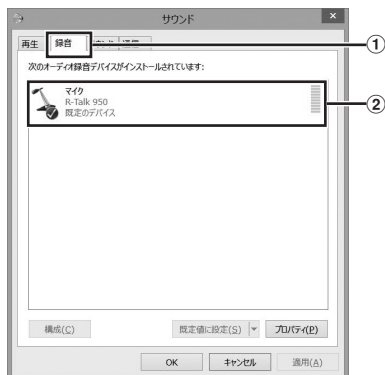 サウンド
×
再生 録音
次のオーディオ録音デバイスがインストールされています:
マイク
R-Talk 950
既定のデバイス
構成(C) 既定値に設定(S) プロパティ(P)
OK キャンセル 適用(A)
①
②